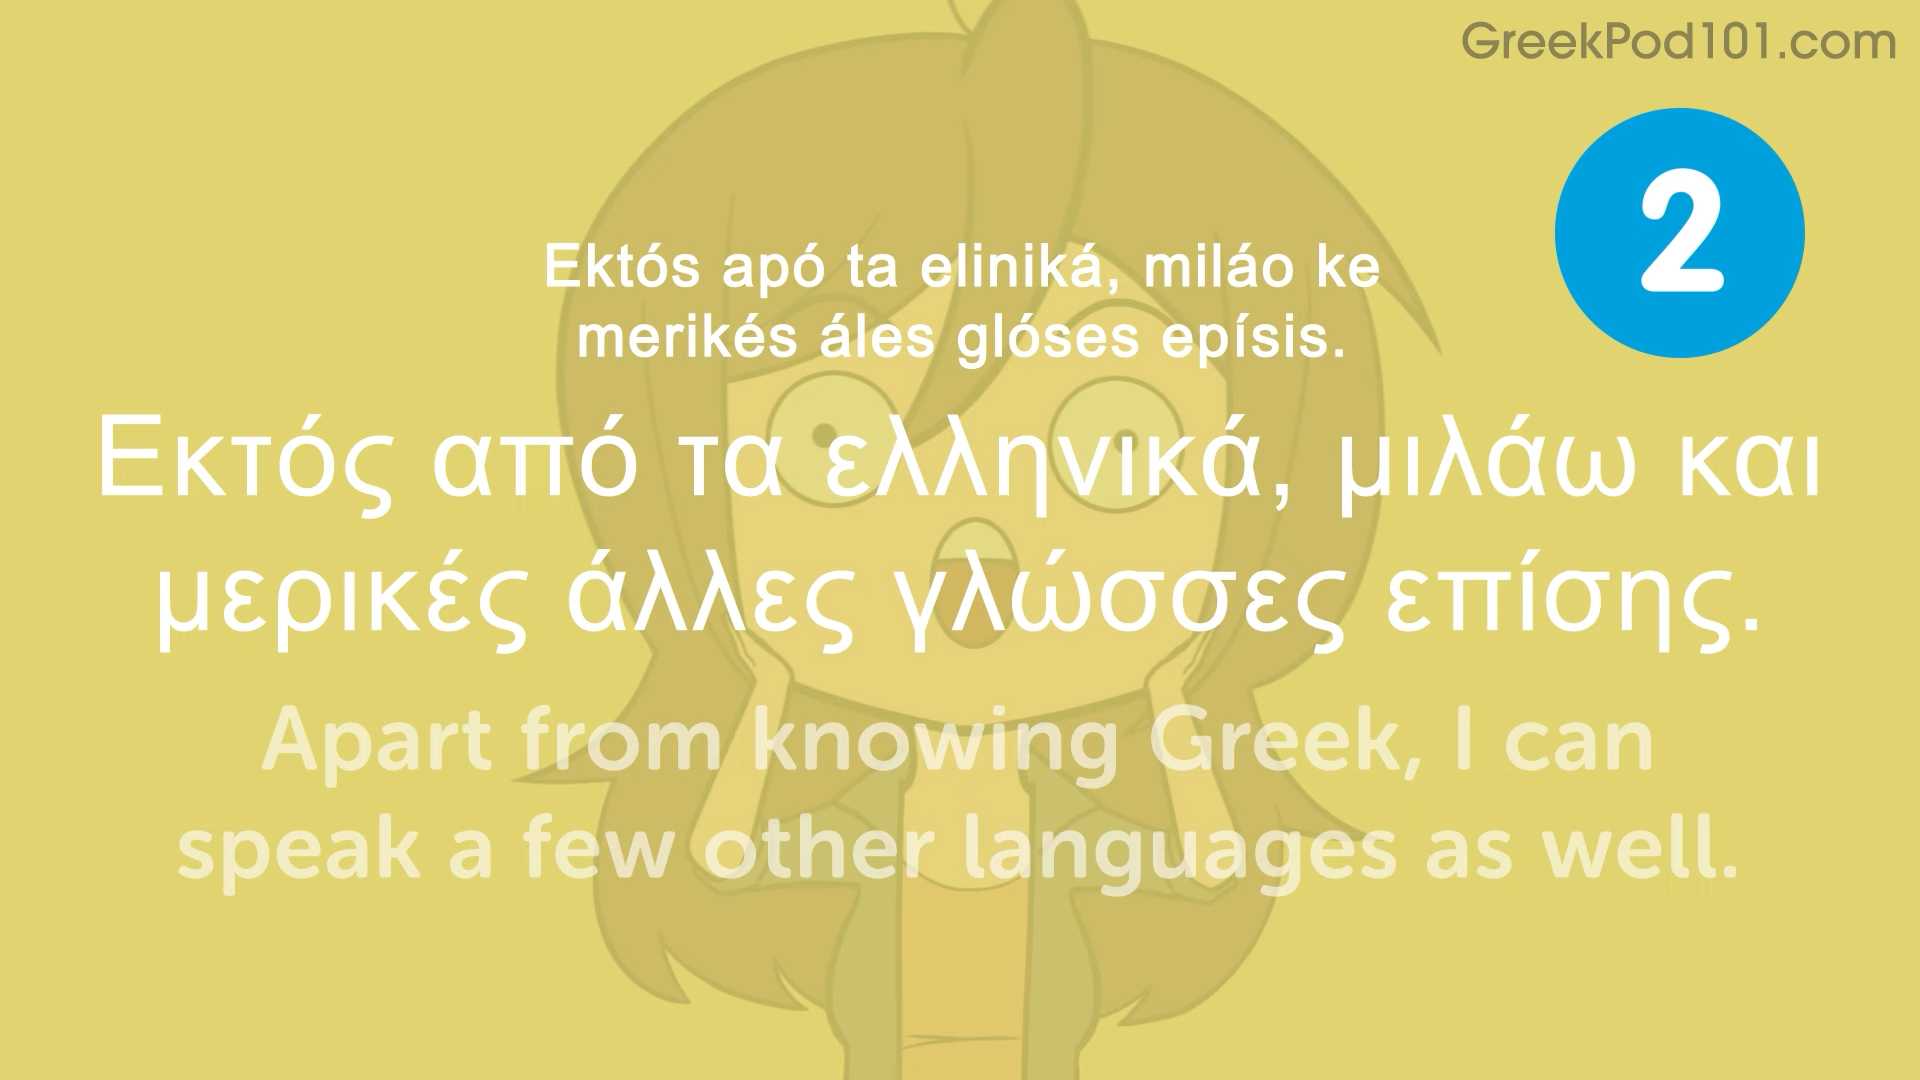 GreekPod101.com
2
Ektós apó ta eliniká, miláo ke
merikés áles glóses epísis.
Εκτός από τα ελληνικά, μιλάω και
μερικές άλλες γλώσσες επίσης.
Apart from knowing Greek, I can
speak a few other languages as well.